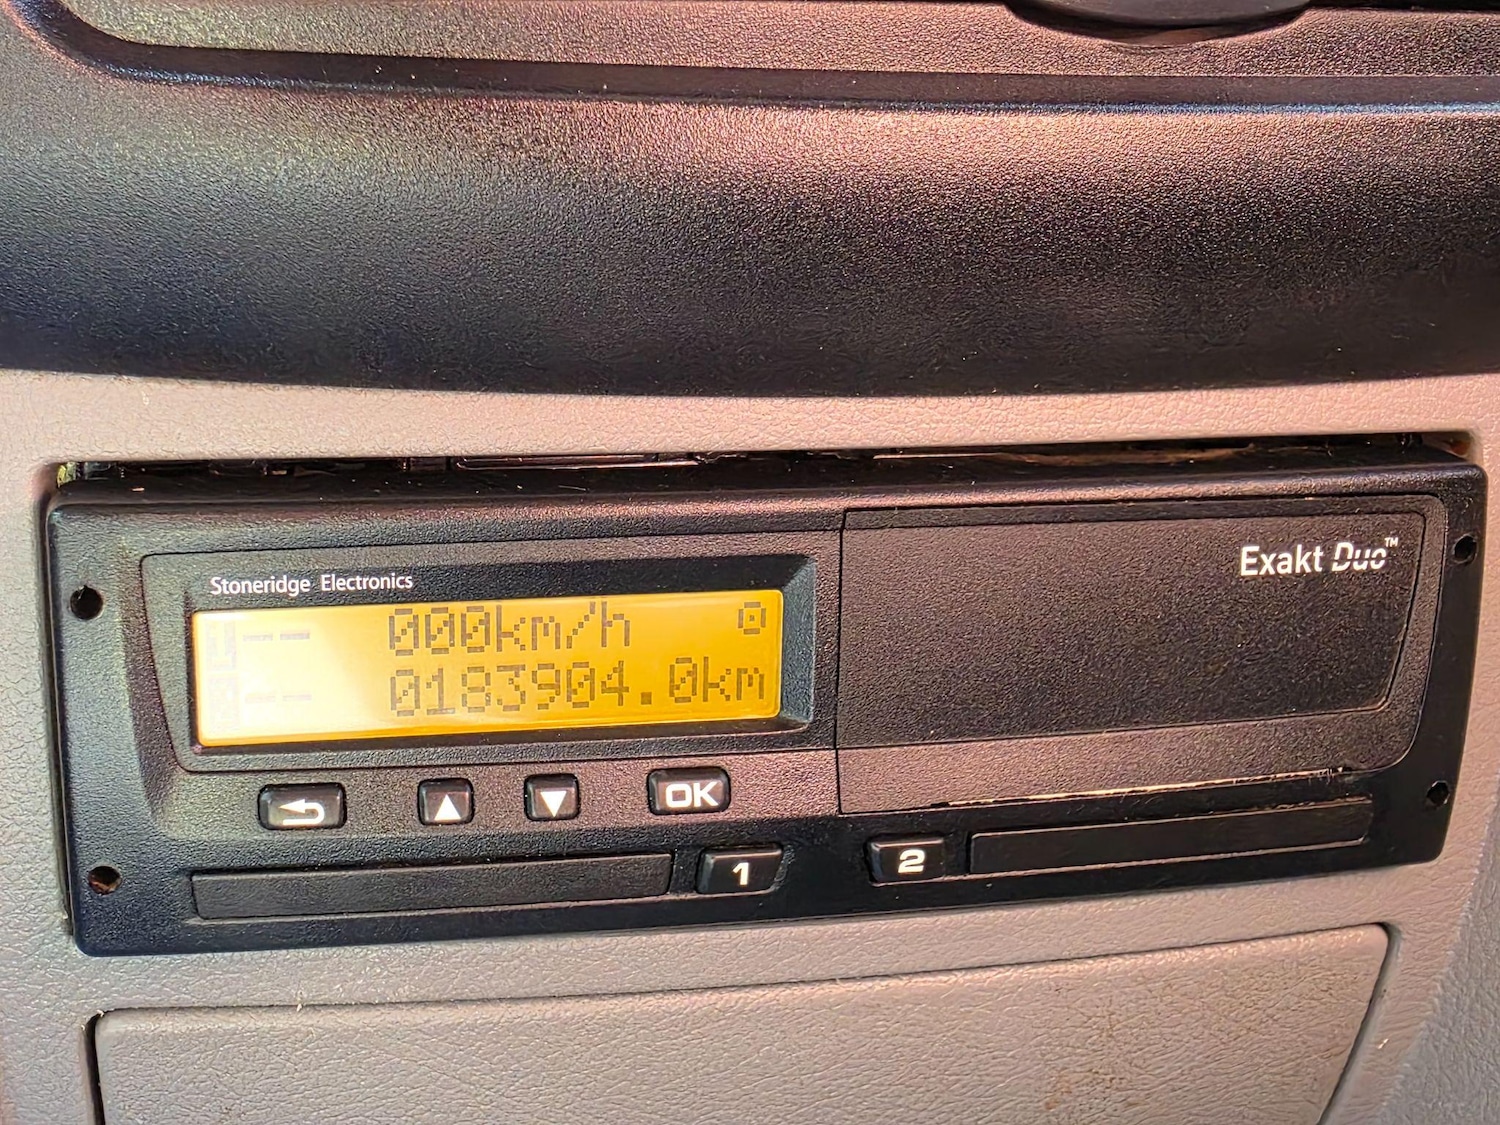 Stoneridge Electronics
-- 000km/h
-- 0183904.0km
Exakt Duo™
OK
1
2